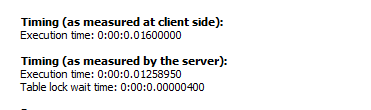 Timing (as measured at client side):
Execution time: 0:00:0.01600000
Timing (as measured by the server):
Execution time: 0:00:0.01258950
Table lock wait time: 0:00:0.00000400